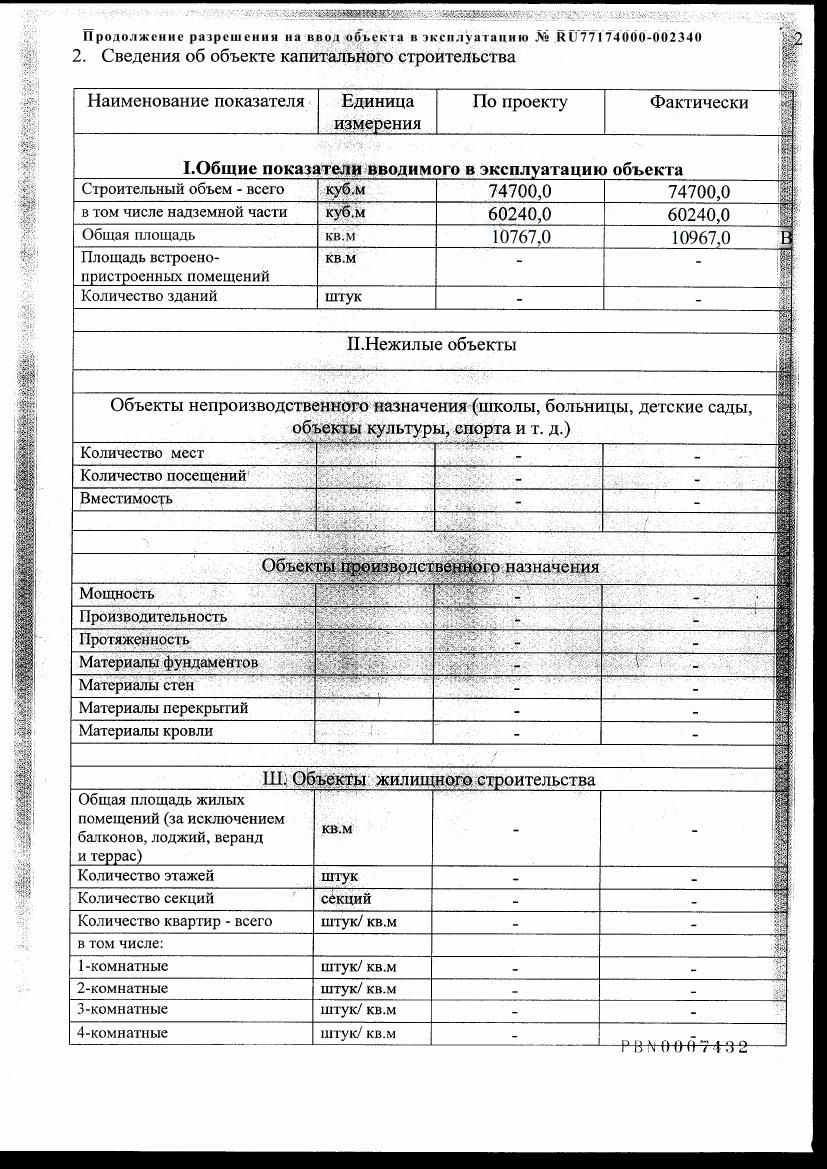 Продолжение разрешения на ввод объекта в эксплуатацию № RU77174000-002340
2
2. Сведения об объекте капитального строительства
Наименование показателя Единица измерения По проекту Фактически
I.Общие показатели вводимого в эксплуатацию объекта
Строительный объем - всего куб.м 74700,0 74700,0
в том числе надземной части куб.м 60240,0 60240,0
Общая площадь кв.м 10767,0 10967,0 В
Площадь встроено-
пристроенных помещений кв.м - -
Количество зданий штук - -
II.Нежилые объекты
Объекты непроизводственного назначения (школы, больницы, детские сады,
объекты культуры, спорта и т. д.)
Количество мест - -
Количество посещений - -
Вместимость - -
Объекты производственного назначения
Мощность - -
Производительность - -
Протяженность - -
Материалы фундаментов - -
Материалы стен - -
Материалы перекрытий - -
Материалы кровли - -
Ш. Объекты жилищного строительства
Общая площадь жилых
помещений (за исключением
балконов, лоджий, веранд
и террас) кв.м - -
Количество этажей штук - -
Количество секций секций - -
Количество квартир - всего штук/ кв.м - -
в том числе:
1-комнатные штук/ кв.м - -
2-комнатные штук/ кв.м - -
3-комнатные штук/ кв.м - -
4-комнатные штук/ кв.м - -
PBN0007432